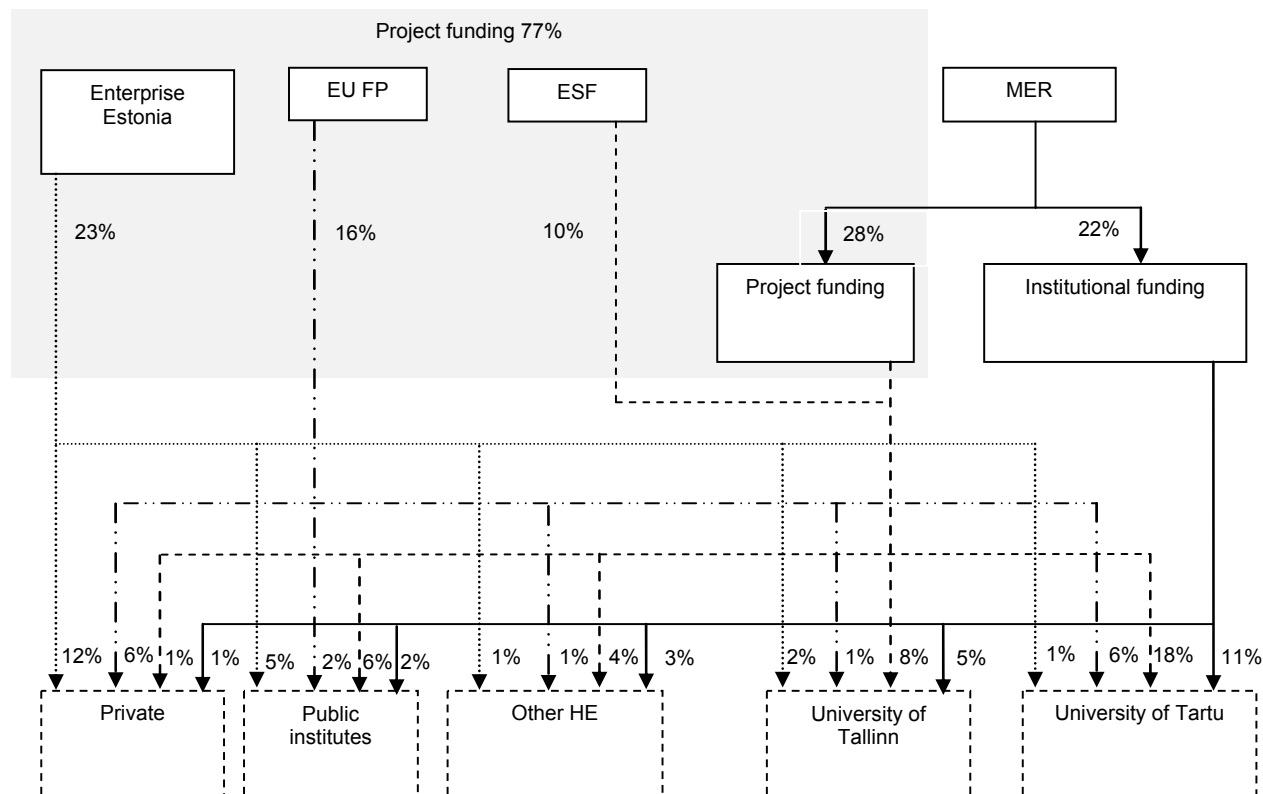 Project funding 77%
Enterprise
Estonia
EU FP
ESF
MER
23%
16%
10%
28%
22%
Project funding
Institutional funding
12%
6%
1%
1%
5%
2%
6%
2%
1%
1%
4%
3%
2%
1%
8%
5%
1%
6%
18%
11%
Private
Public
institutes
Other HE
University of
Tallinn
University of Tartu